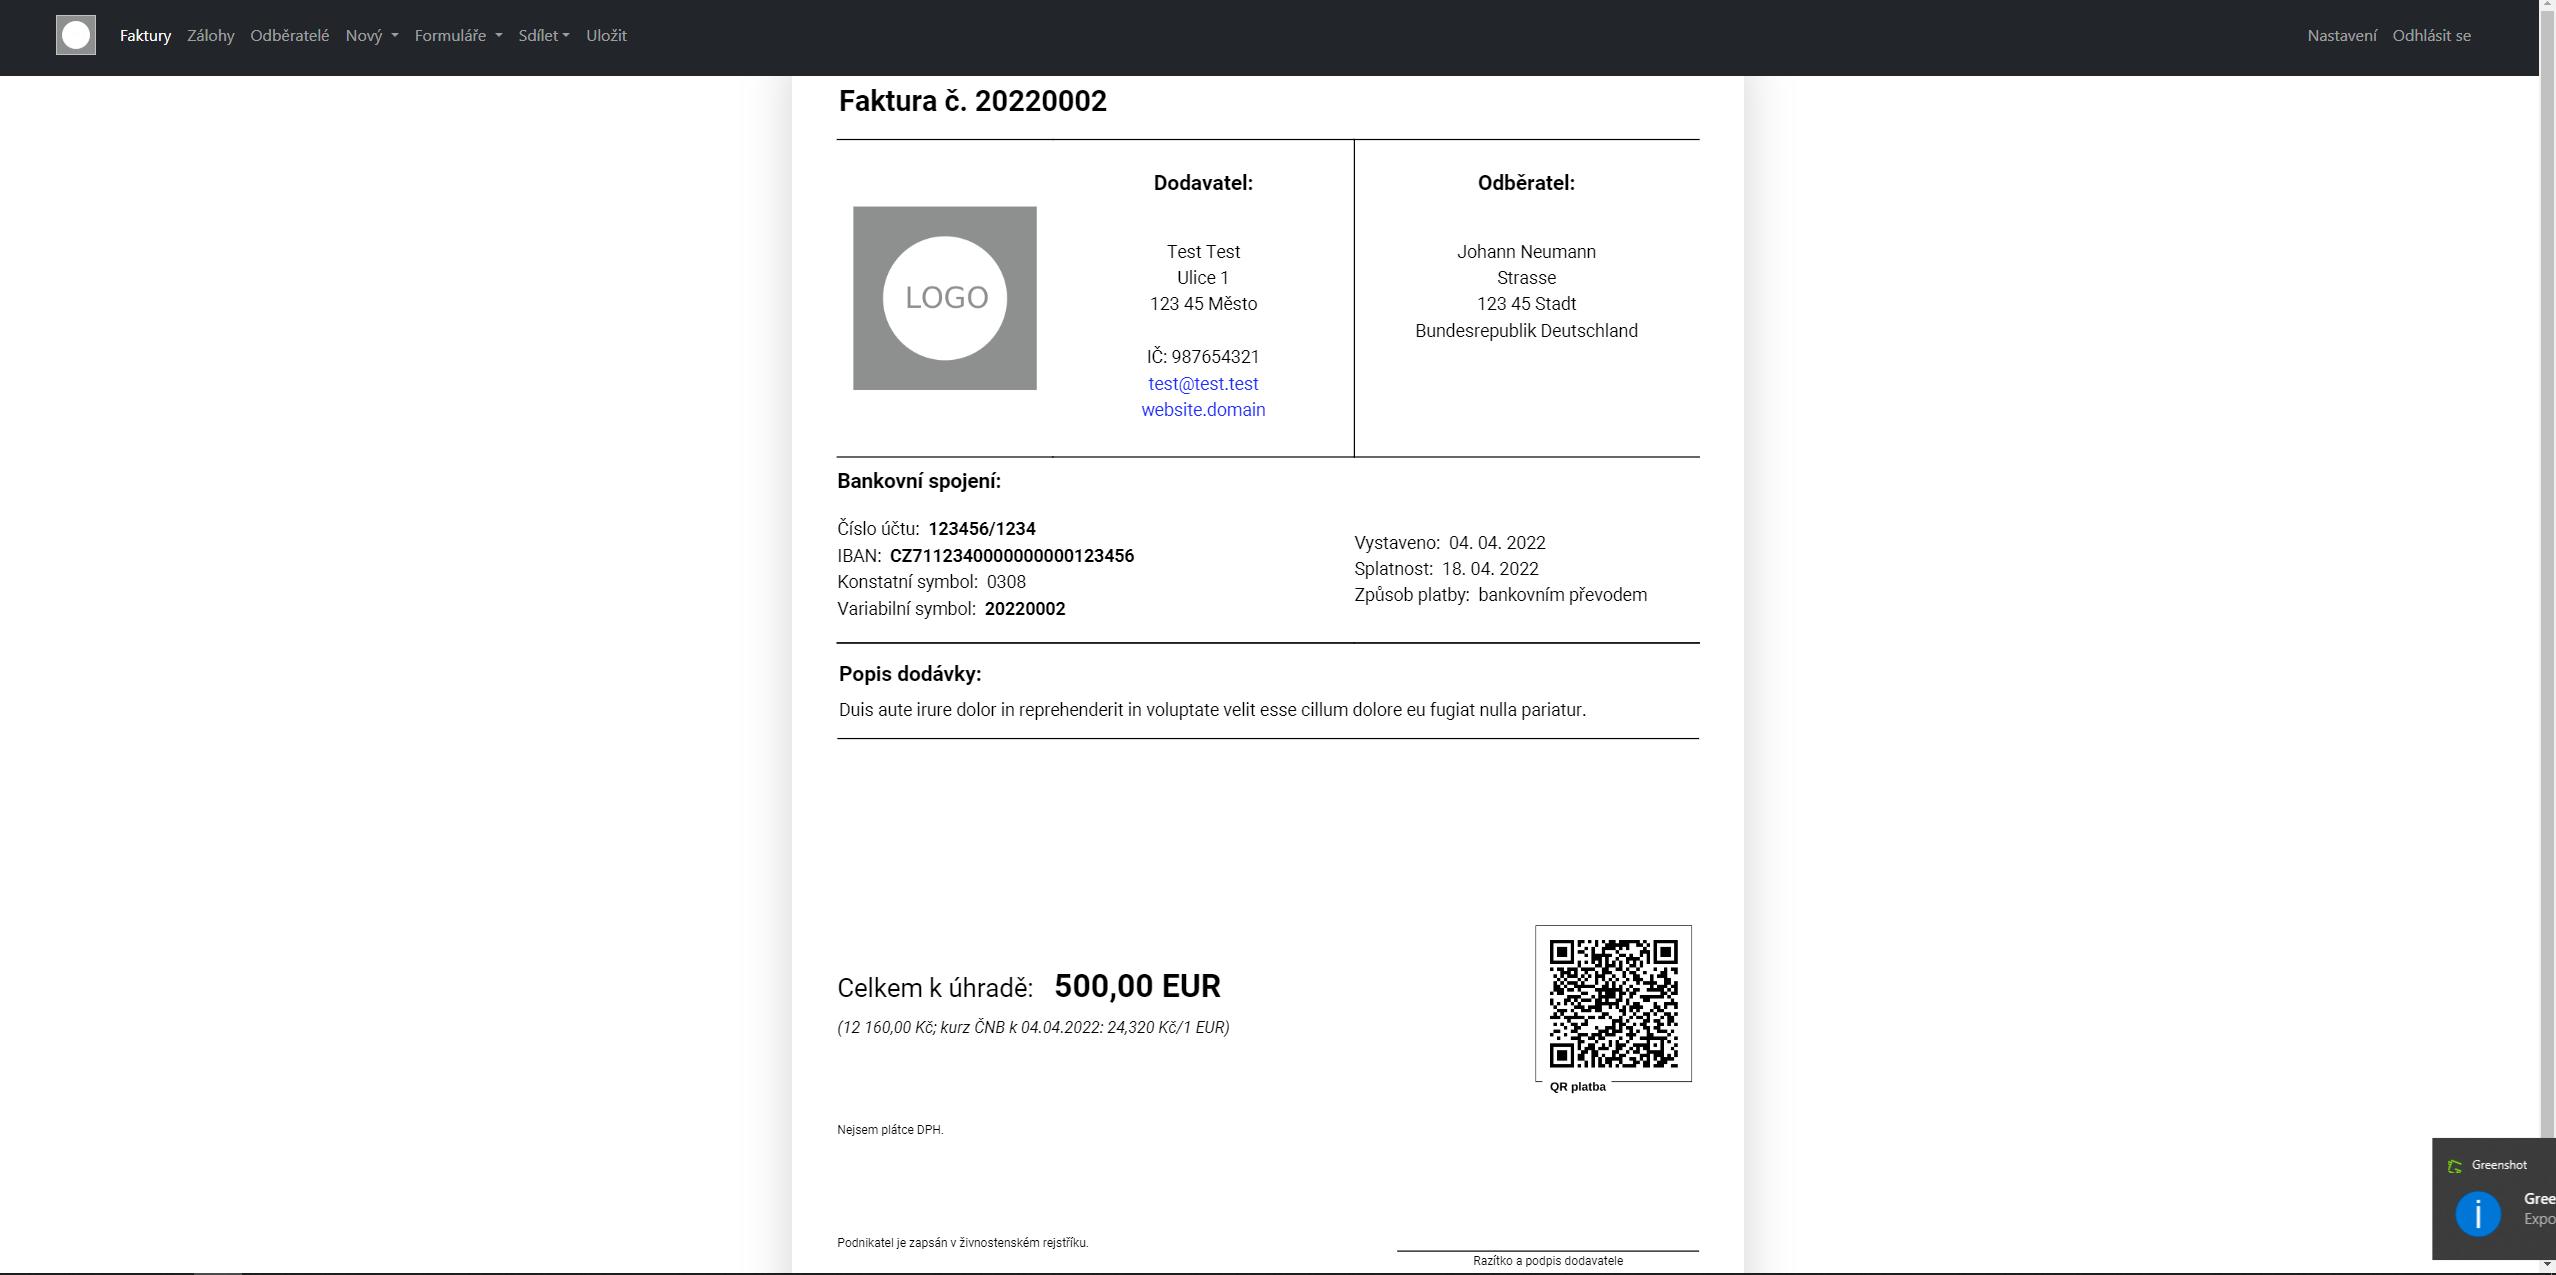 Faktury Zálohy Odběratelé Nový Formuláře Sdílet Uložit Nastavení Odhlásit se
Faktura č. 20220002
LOGO
Dodavatel:
Test Test
Ulice 1
123 45 Město
IČ: 987654321
test@test.test
website.domain
Odběratel:
Johann Neumann
Strasse
123 45 Stadt
Bundesrepublik Deutschland
Bankovní spojení:
Číslo účtu: 123456/1234
IBAN: CZ7112340000000000123456
Konstatní symbol: 0308
Variabilní symbol: 20220002
Vystaveno: 04. 04. 2022
Splatnost: 18. 04. 2022
Způsob platby: bankovním převodem
Popis dodávky:
Duis aute irure dolor in reprehenderit in voluptate velit esse cillum dolore eu fugiat nulla pariatur.
Celkem k úhradě: 500,00 EUR
(12 160,00 Kč; kurz ČNB k 04.04.2022: 24,320 Kč/1 EUR)
QR platba
Nejsem plátce DPH.
Podnikatel je zapsán v živnostenském rejstříku.
Razítko a podpis dodavatele
Greenshot
Gree
Expo